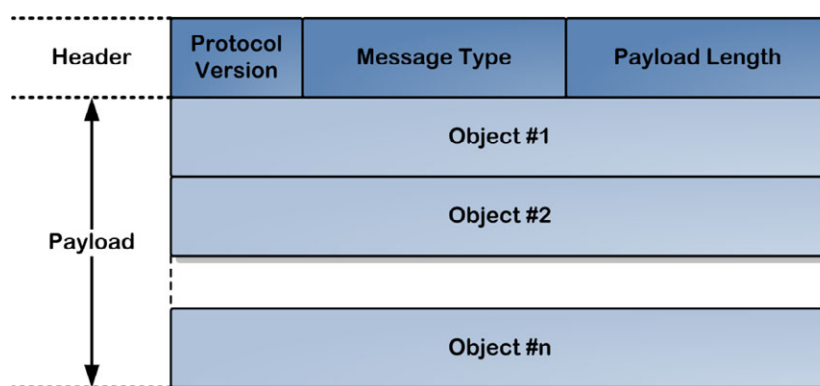 Header
Protocol
Version
Message Type
Payload Length
Object #1
Object #2
Payload
Object #n